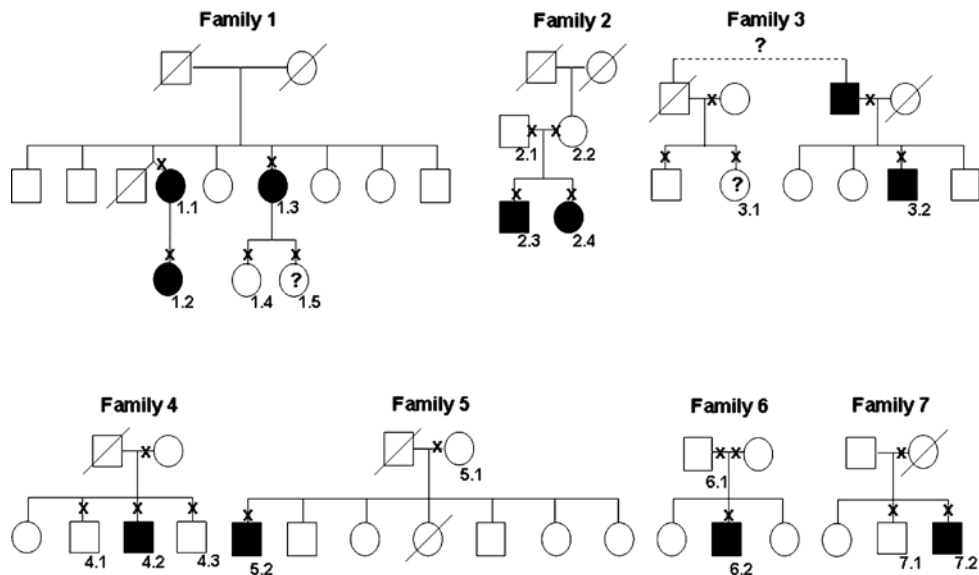 Family 1
Family 2
Family 3
?
x
x
x
x
x
1.1
1.3
2.1
2.2
x
x
x
x
x
x
x
x
x
?
?
1.2
1.4
1.5
2.3
2.4
3.1
3.2
Family 4
Family 5
Family 6
Family 7
x
x
x
x
x
5.1
6.1
x
x
x
x
x
x
x
4.1
4.2
4.3
5.2
6.2
7.1
7.2